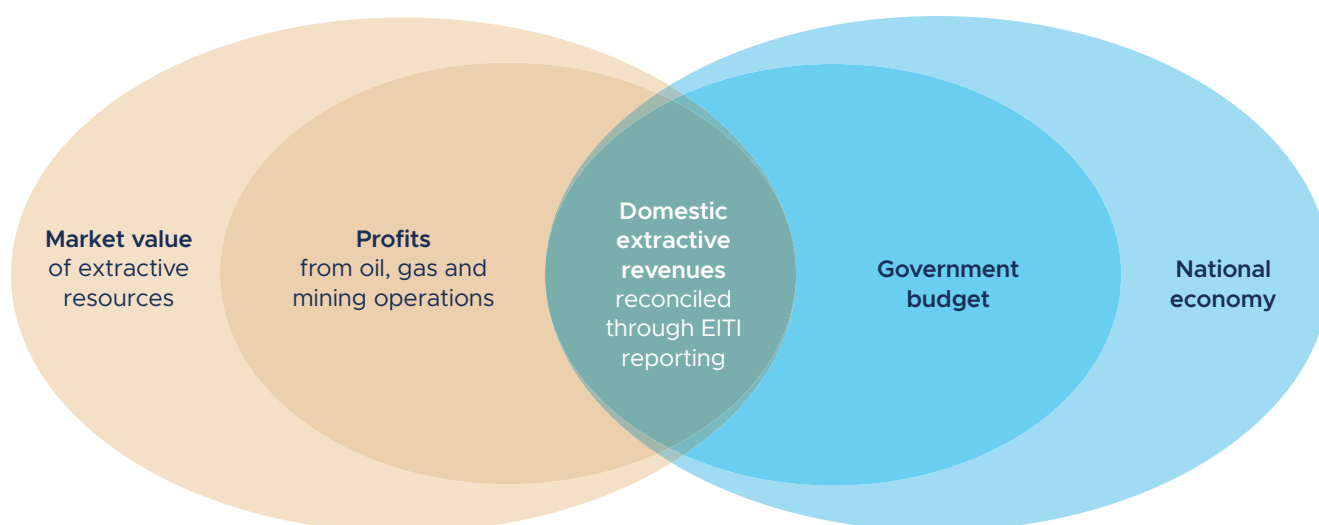 Market value
of extractive
resources
Profits
from oil, gas and
mining operations
Domestic
extractive
revenues
reconciled
through EITI
reporting
Government
budget
National
economy